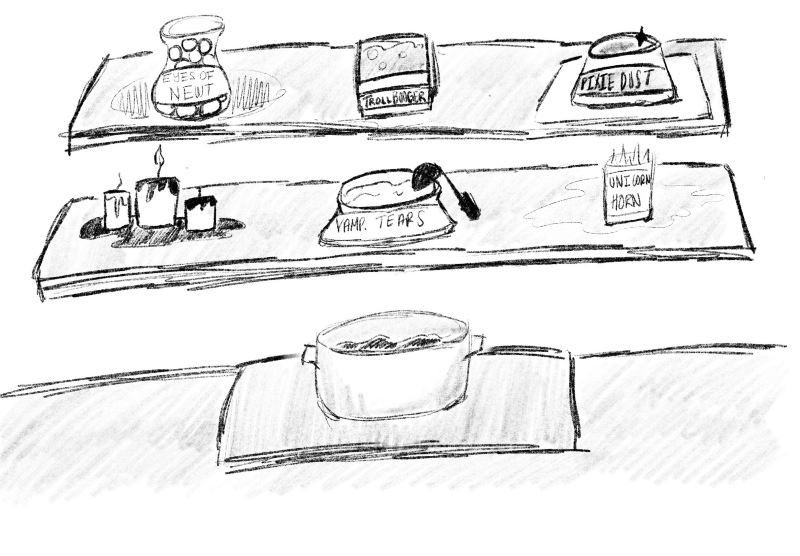 EYES OF
NEWT
TROLL BOOGER
PIXIE DUST
VAMP. TEARS
UNICORN
HORN